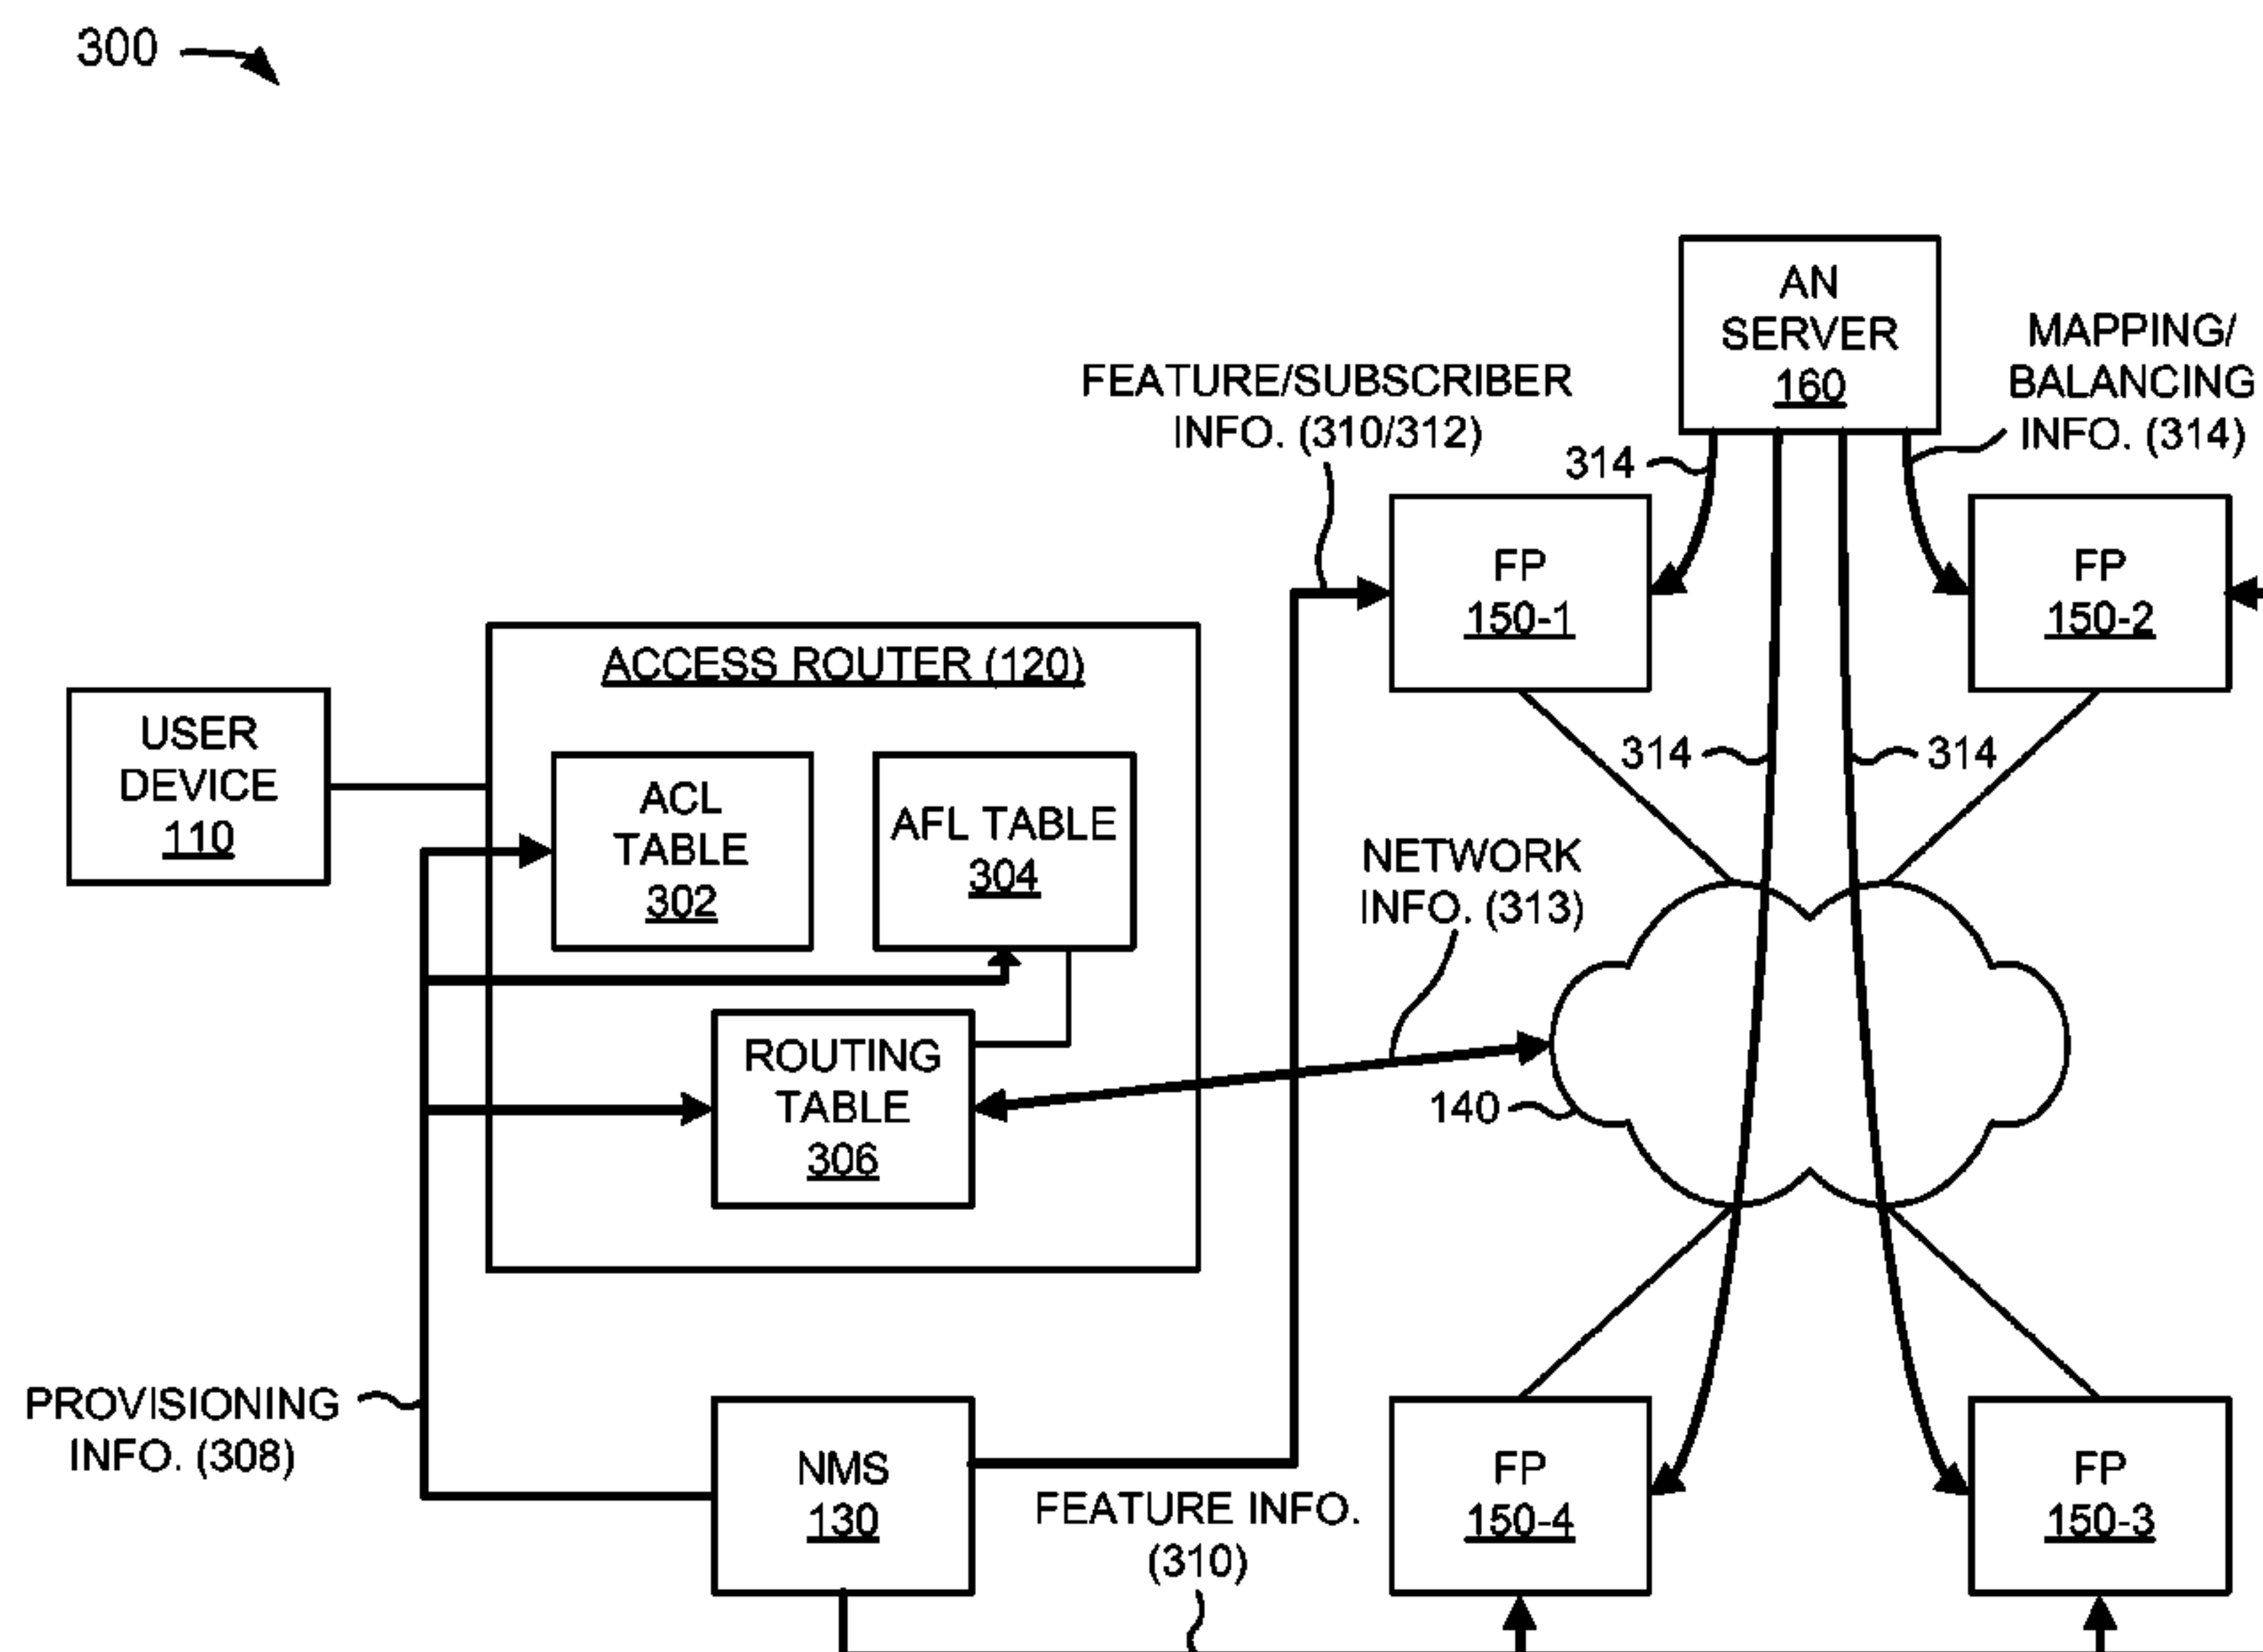 300
AN
SERVER
160
MAPPING/
BALANCING
INFO. (314)
FEATURE/SUBSCRIBER
INFO. (310/312)
314
FP
150-1
FP
150-2
ACCESS ROUTER (120)
USER
DEVICE
110
ACL
TABLE
302
AFL TABLE
304
314
314
NETWORK
INFO. (313)
ROUTING
TABLE
306
140
PROVISIONING
INFO. (308)
NMS
130
FEATURE INFO.
(310)
FP
150-4
FP
150-3